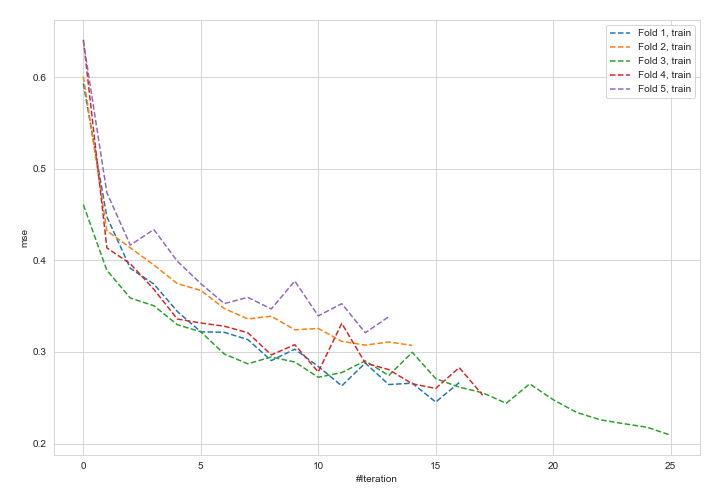 Fold 1, train
Fold 2, train
Fold 3, train
Fold 4, train
Fold 5, train
0.6
0.5
0.4
0.3
0.2
mse
0
5
10
15
20
25
#Iteration